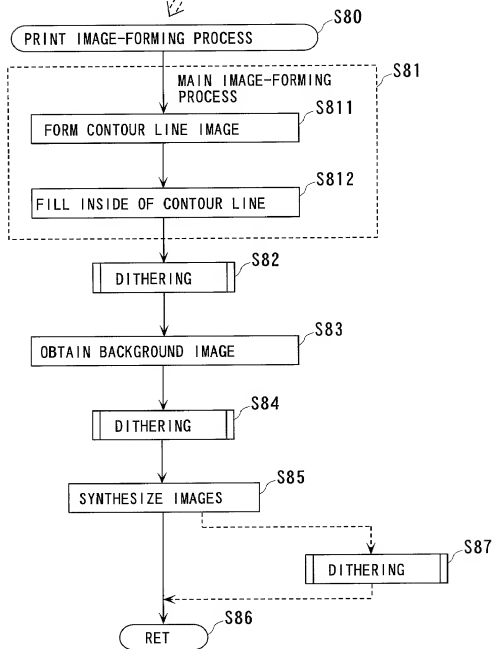 S80
PRINT IMAGE-FORMING PROCESS
S81
MAIN IMAGE-FORMING
PROCESS
S811
FORM CONTOUR LINE IMAGE
S812
FILL INSIDE OF CONTOUR LINE
S82
DITHERING
S83
OBTAIN BACKGROUND IMAGE
S84
DITHERING
S85
SYNTHESIZE IMAGES
S87
DITHERING
S86
RET